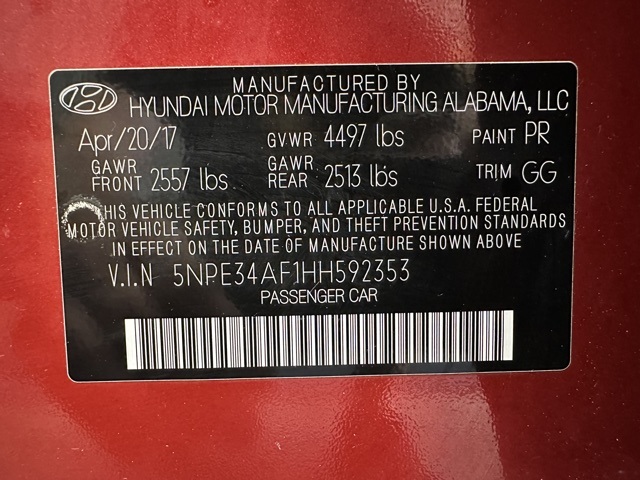 MANUFACTURED BY
HYUNDAI MOTOR MANUFACTURING ALABAMA, LLC
Apr/20/17 GVWR 4497 lbs PAINT PR
GAWR FRONT 2557 lbs GAWR REAR 2513 lbs TRIM GG
THIS VEHICLE CONFORMS TO ALL APPLICABLE U.S.A. FEDERAL
MOTOR VEHICLE SAFETY, BUMPER, AND THEFT PREVENTION STANDARDS
IN EFFECT ON THE DATE OF MANUFACTURE SHOWN ABOVE
V.I.N 5NPE34AF1HH592353
PASSENGER CAR